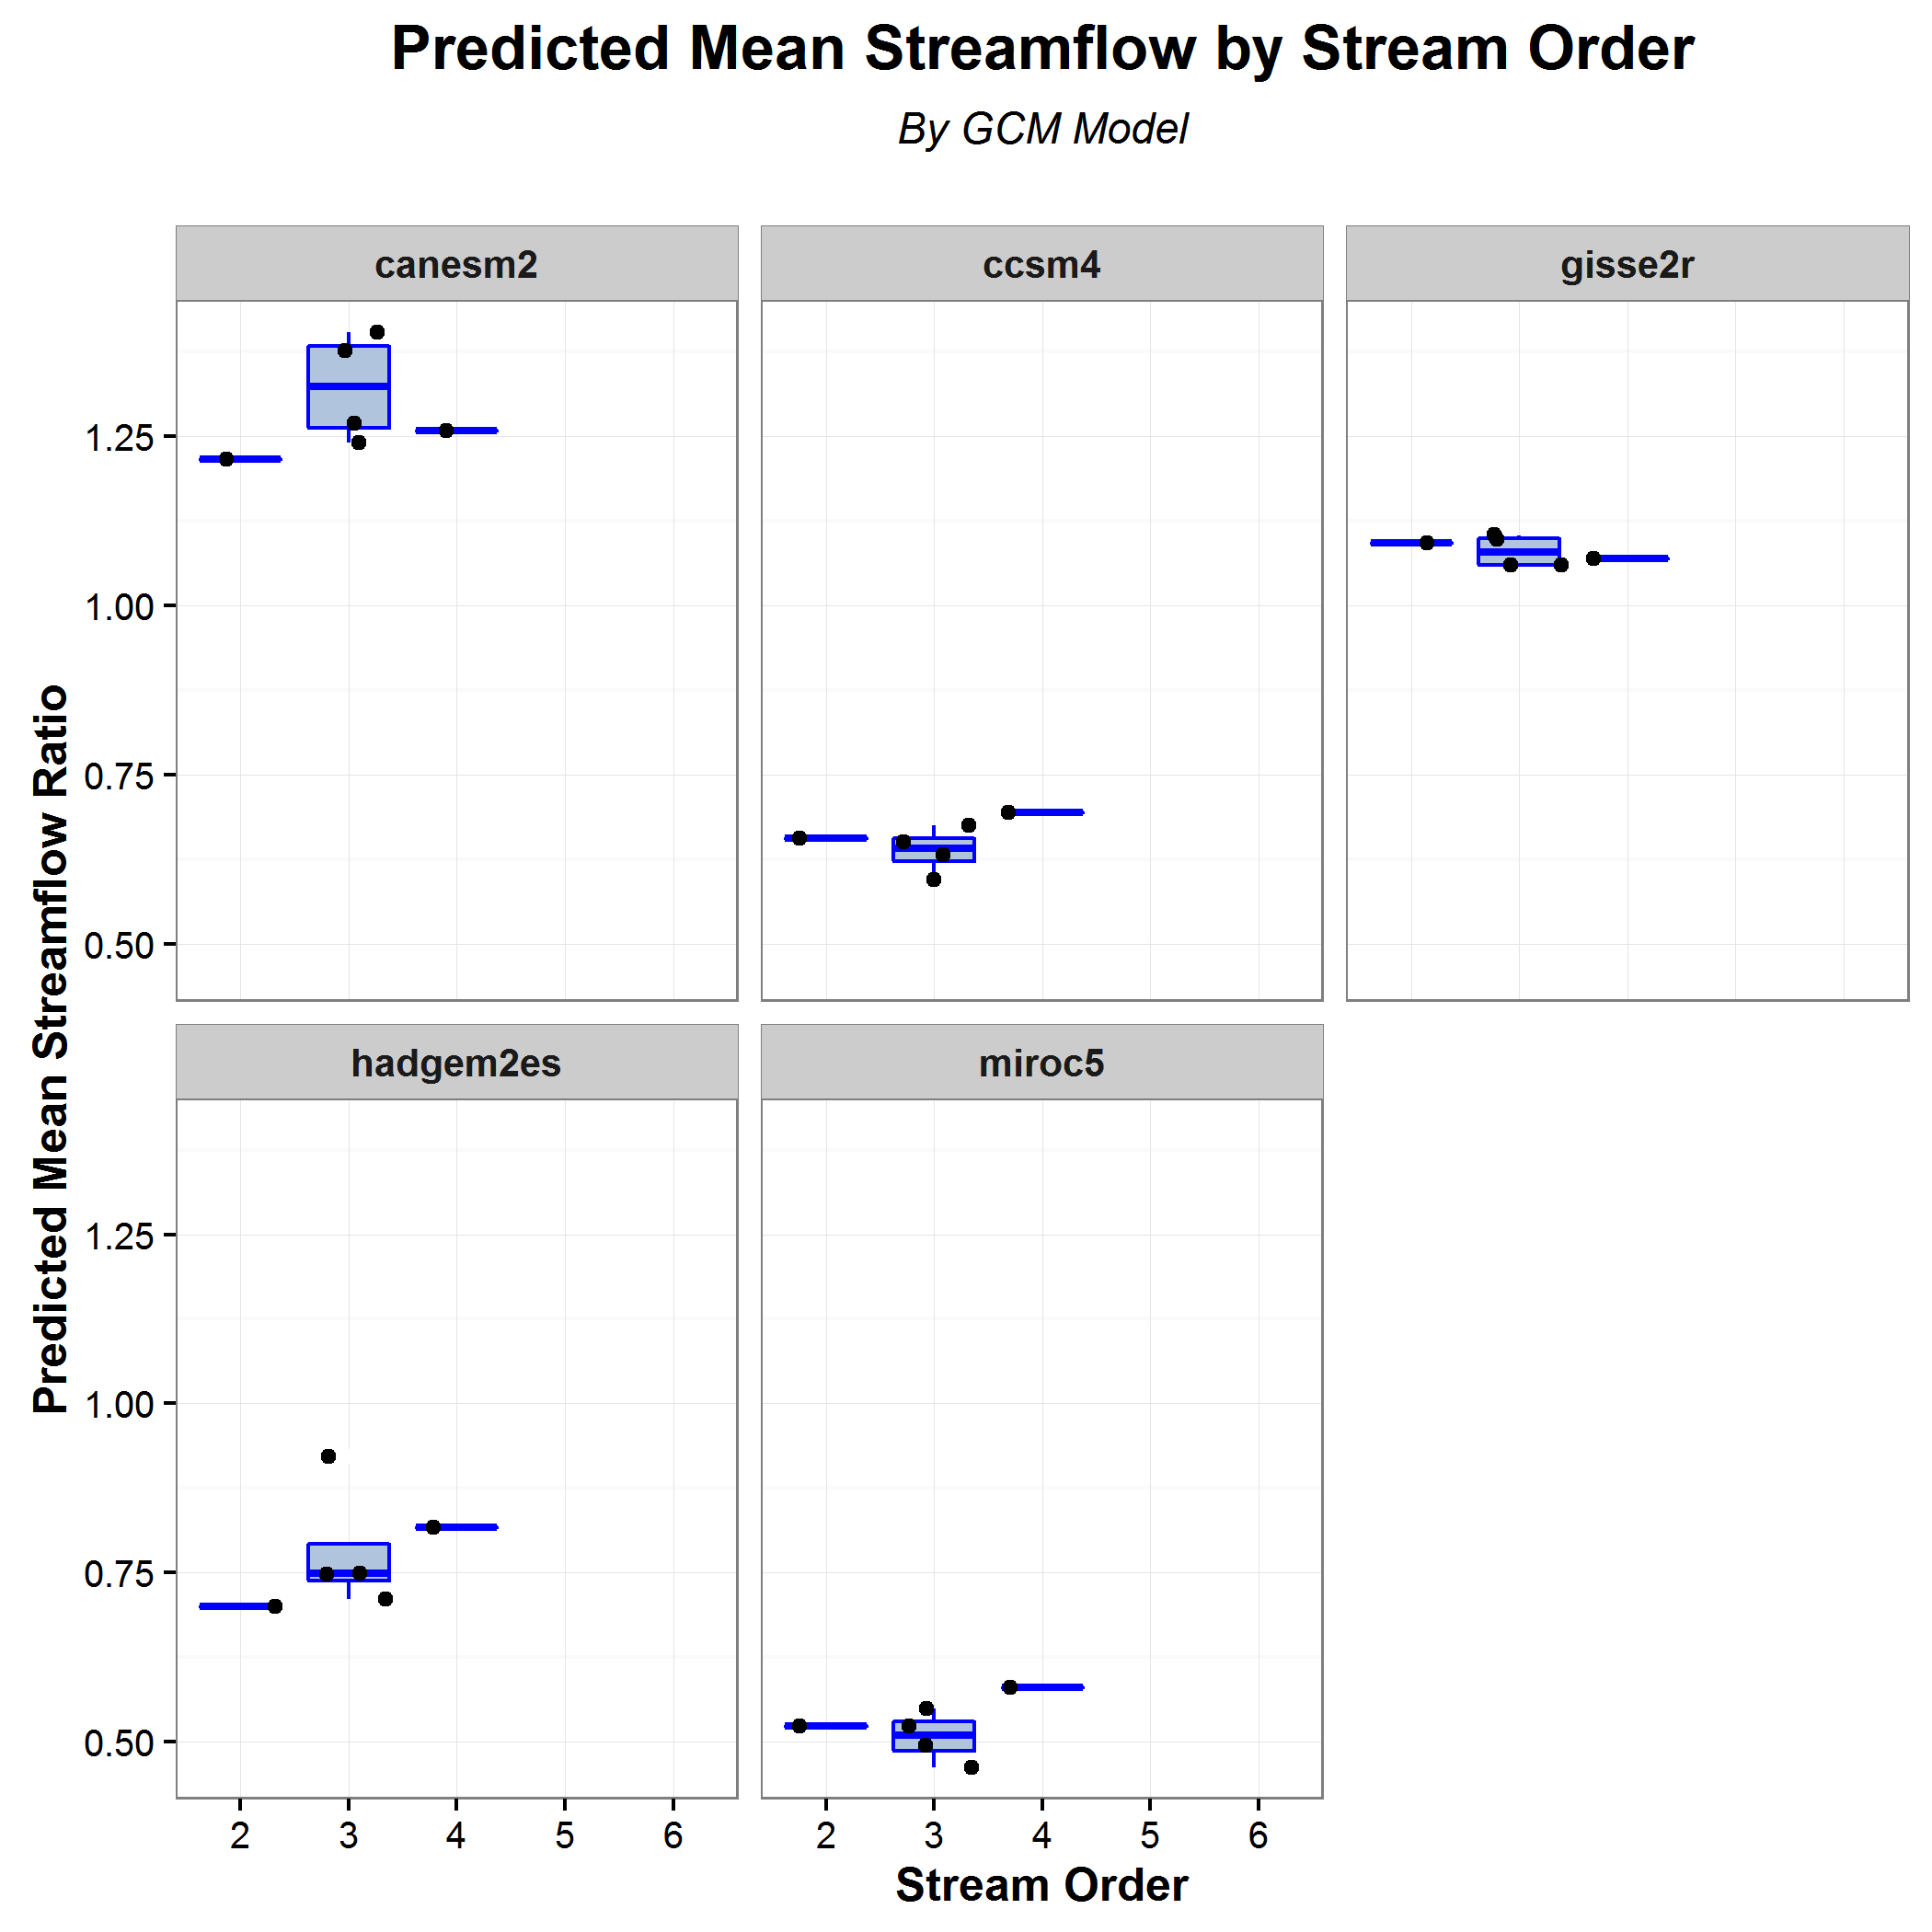 Predicted Mean Streamflow by Stream Order
By GCM Model
canesm2
ccsm4
gisse2r
1.25
1.00
0.75
0.50
Predicted Mean Streamflow Ratio
hadgem2es
miroc5
1.25
1.00
0.75
0.50
2 3 4 5 6
2 3 4 5 6
Stream Order